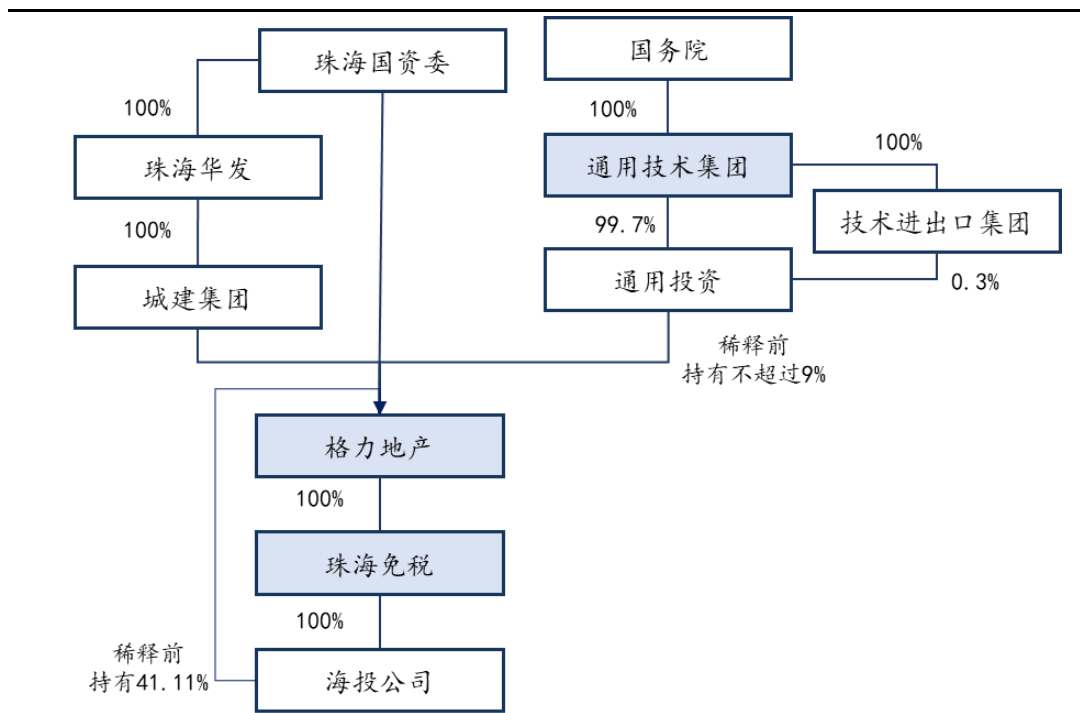 珠海国资委
国务院
100%
100%
珠海华发
通用技术集团
100%
100%
99.7%
技术进出口集团
城建集团
通用投资
0.3%
稀释前
持有不超过9%
格力地产
100%
珠海免税
100%
稀释前
持有41.11%
海投公司